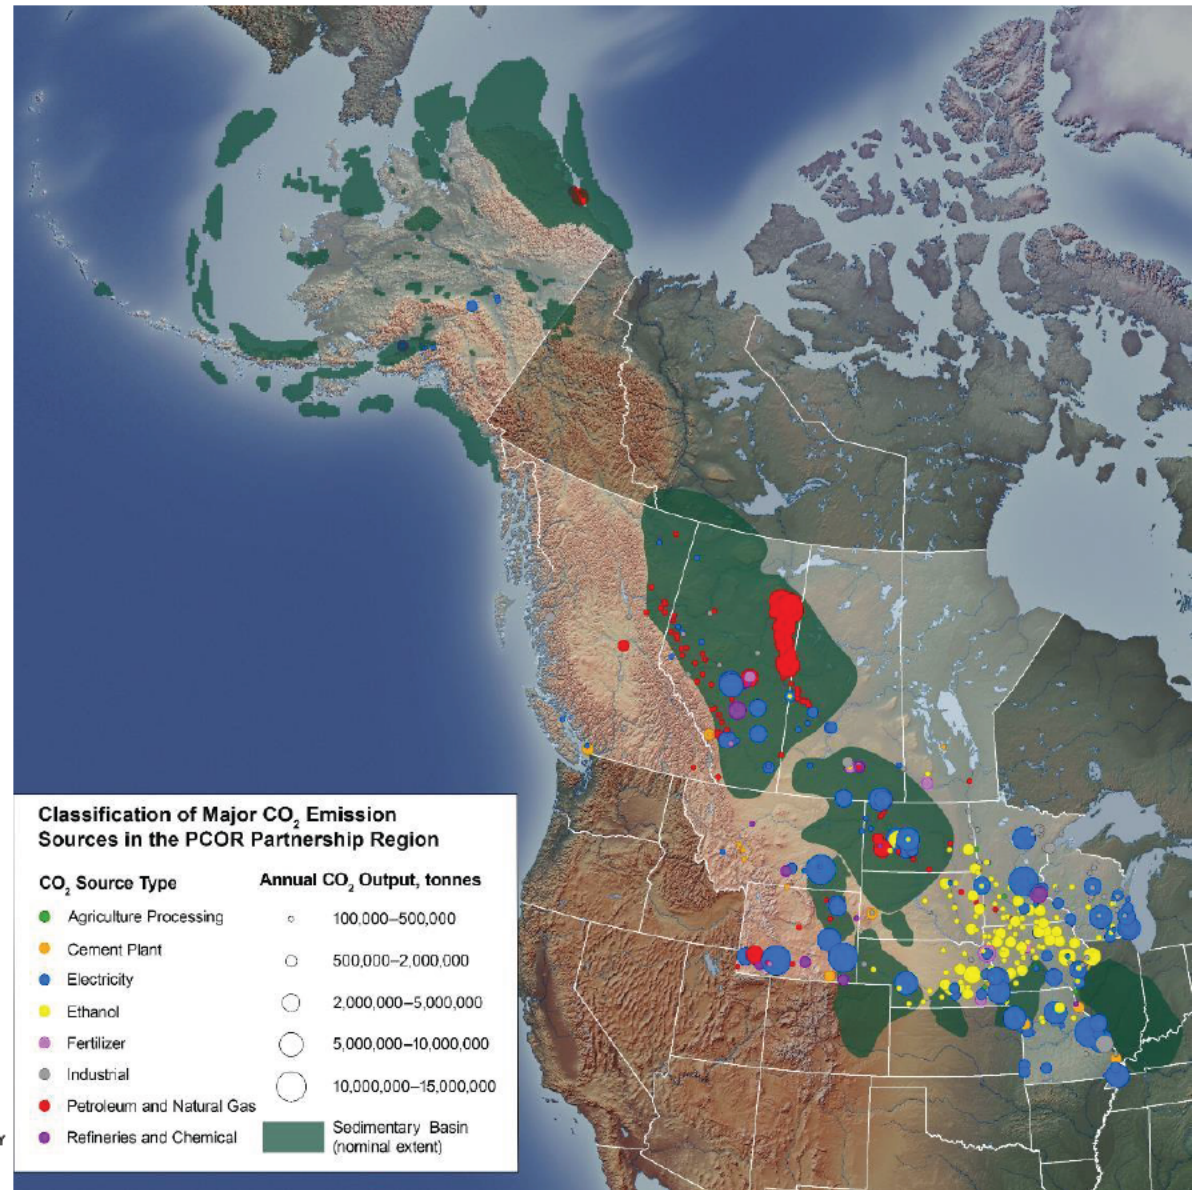 Classification of Major CO2 Emission
Sources in the PCOR Partnership Region
CO2 Source Type
Agriculture Processing
Cement Plant
Electricity
Ethanol
Fertilizer
Industrial
Petroleum and Natural Gas
Refineries and Chemical
Annual CO2 Output, tonnes
100,000–500,000
500,000–2,000,000
2,000,000–5,000,000
5,000,000–10,000,000
10,000,000–15,000,000
Sedimentary Basin
(nominal extent)
Y